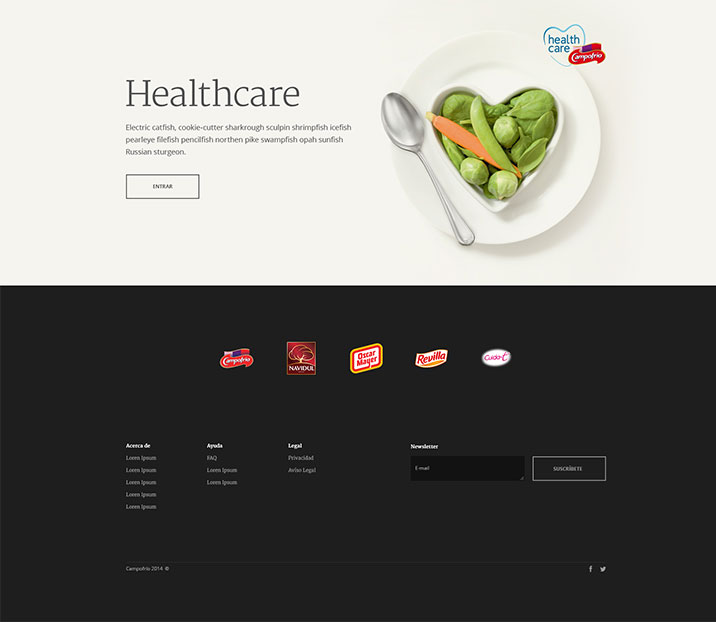 health
care
Campofrío
Healthcare
Electric catfish, cookie-cutter sharkrough sculpin shrimpfish icefish
pearleye filefish pencilfish northen pike swampfish opah sunfish
Russian sturgeon.
ENTRAR
Campofrío
NAVIDUL
Oscar
Mayer
Revilla
Cuida-t+
Acerca de
Lorem Ipsum
Lorem Ipsum
Lorem Ipsum
Lorem Ipsum
Lorem Ipsum
Ayuda
FAQ
Lorem Ipsum
Lorem Ipsum
Legal
Privacidad
Aviso Legal
Newsletter
E-mail
SUSCRÍBETE
Campofrío 2014 ©